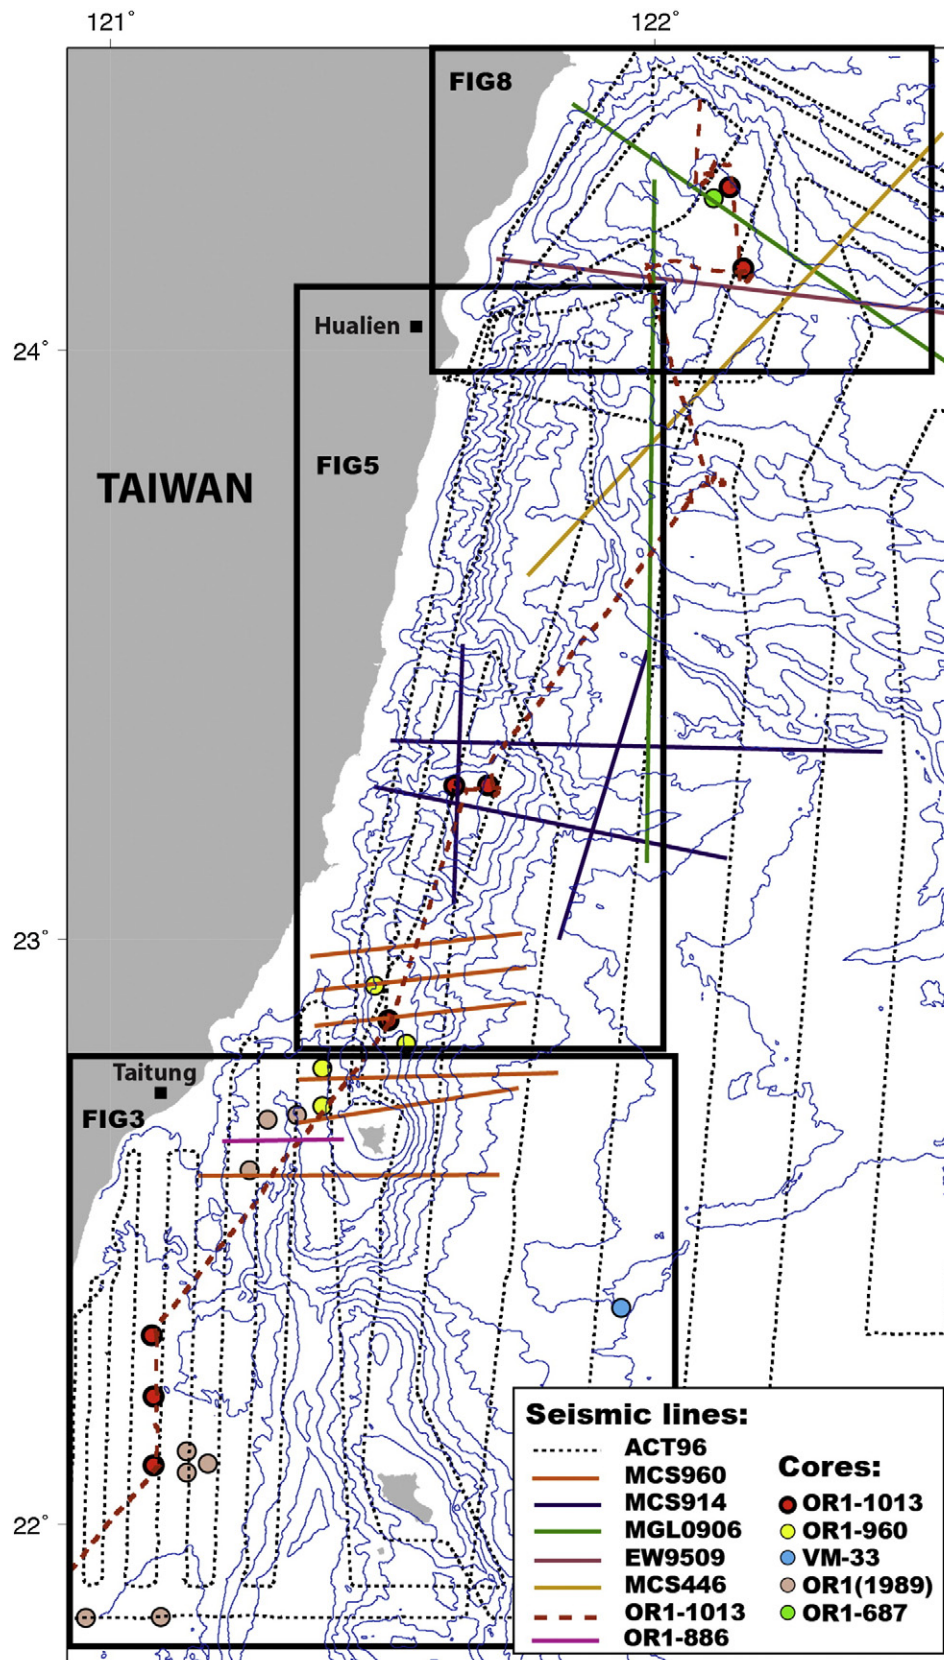 121° 122°
FIG8
Hualien
24°
FIG5
TAIWAN
23°
Taitung
FIG3
22°
Seismic lines:
ACT96
MCS960
MCS914
MGL0906
EW9509
MCS446
OR1-1013
OR1-886
Cores:
OR1-1013
OR1-960
VM-33
OR1(1989)
OR1-687